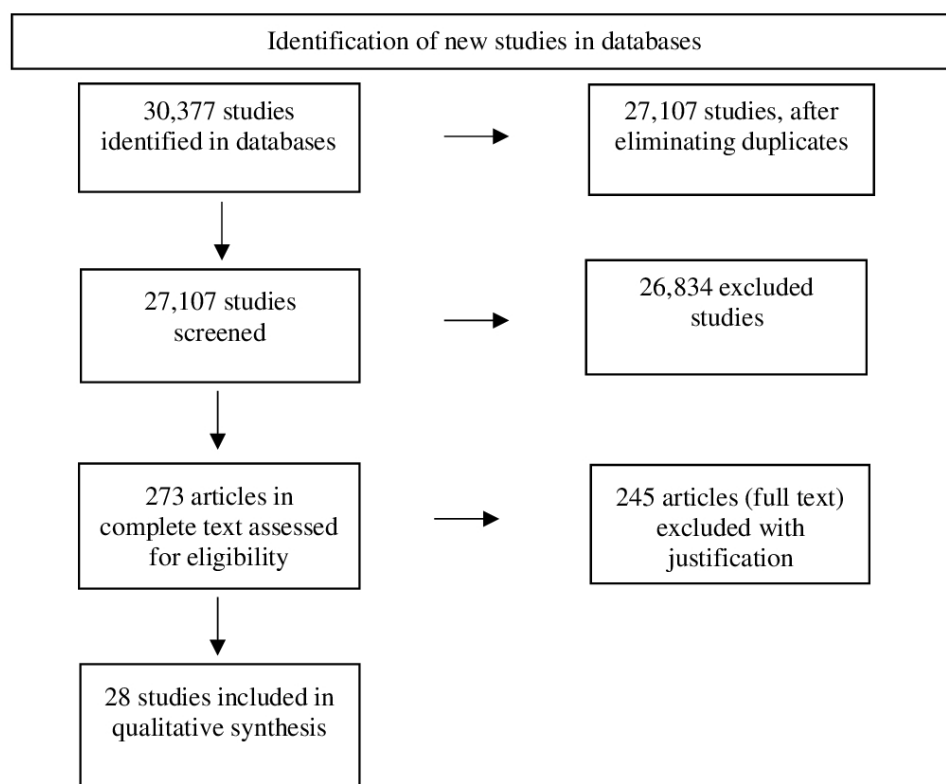 Identification of new studies in databases
30,377 studies
identified in databases
27,107 studies, after
eliminating duplicates
27,107 studies
screened
26,834 excluded
studies
273 articles in
complete text assessed
for eligibility
245 articles (full text)
excluded with
justification
28 studies included in
qualitative synthesis